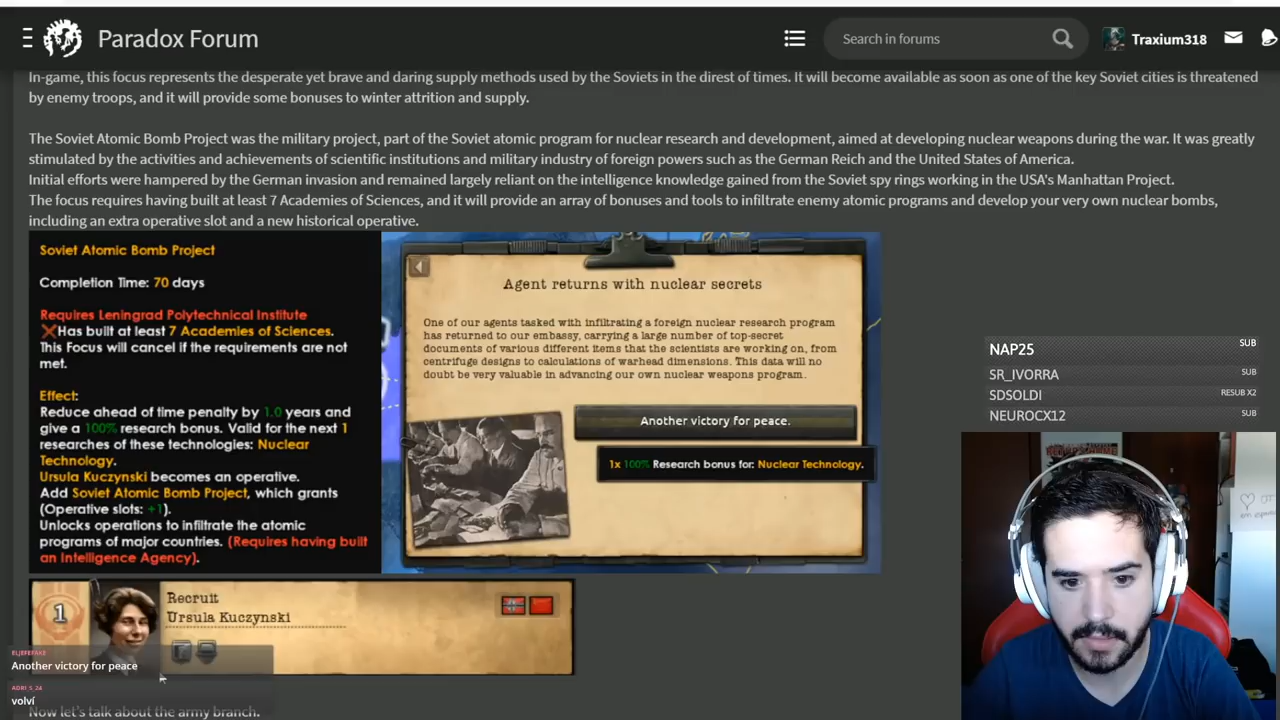 Paradox Forum
Search in forums
Traxium318
In-game, this focus represents the desperate yet brave and daring supply methods used by the Soviets in the direst of times. It will become available as soon as one of the key Soviet cities is threatened
by enemy troops, and it will provide some bonuses to winter attrition and supply.
The Soviet Atomic Bomb Project was the military project, part of the Soviet atomic program for nuclear research and development, aimed at developing nuclear weapons during the war. It was greatly
stimulated by the activities and achievements of scientific institutions and military industry of foreign powers such as the German Reich and the United States of America.
Initial efforts were hampered by the German invasion and remained largely reliant on the intelligence knowledge gained from the Soviet spy rings working in the USA's Manhattan Project.
The focus requires having built at least 7 Academies of Sciences, and it will provide an array of bonuses and tools to infiltrate enemy atomic programs and develop your very own nuclear bombs,
including an extra operative slot and a new historical operative.
Soviet Atomic Bomb Project
Completion Time: 70 days
Requires Leningrad Polytechnical Institute
Has built at least 7 Academies of Sciences.
This Focus will cancel if the requirements are not
met.
Effect:
Reduce ahead of time penalty by 1.0 years and
give a 100% research bonus. Valid for the next 1
researches of these technologies: Nuclear
Technology.
Ursula Kuczynski becomes an operative.
Add Soviet Atomic Bomb Project, which grants
(Operative slots: +1).
Unlocks operations to infiltrate the atomic
programs of major countries. (Requires having built
an Intelligence Agency).
Agent returns with nuclear secrets
One of our agents tasked with infiltrating a foreign nuclear research program
has returned to our embassy, carrying a large number of top-secret
documents of various different items that the scientists are working on, from
centrifuge designs to calculations of warhead dimensions. This data will no
doubt be very valuable in advancing our own nuclear weapons program.
Another victory for peace.
1x 100% Research bonus for: Nuclear Technology.
1
Recruit
Ursula Kuczynski
NAP25 SUB
SR_IVORRA SUB
SDSOLDI RESUB X2
NEUROCX12 SUB
ELJEFEFAKE
Another victory for peace
ADRI_S_24
volví
Now let's talk about the army branch.